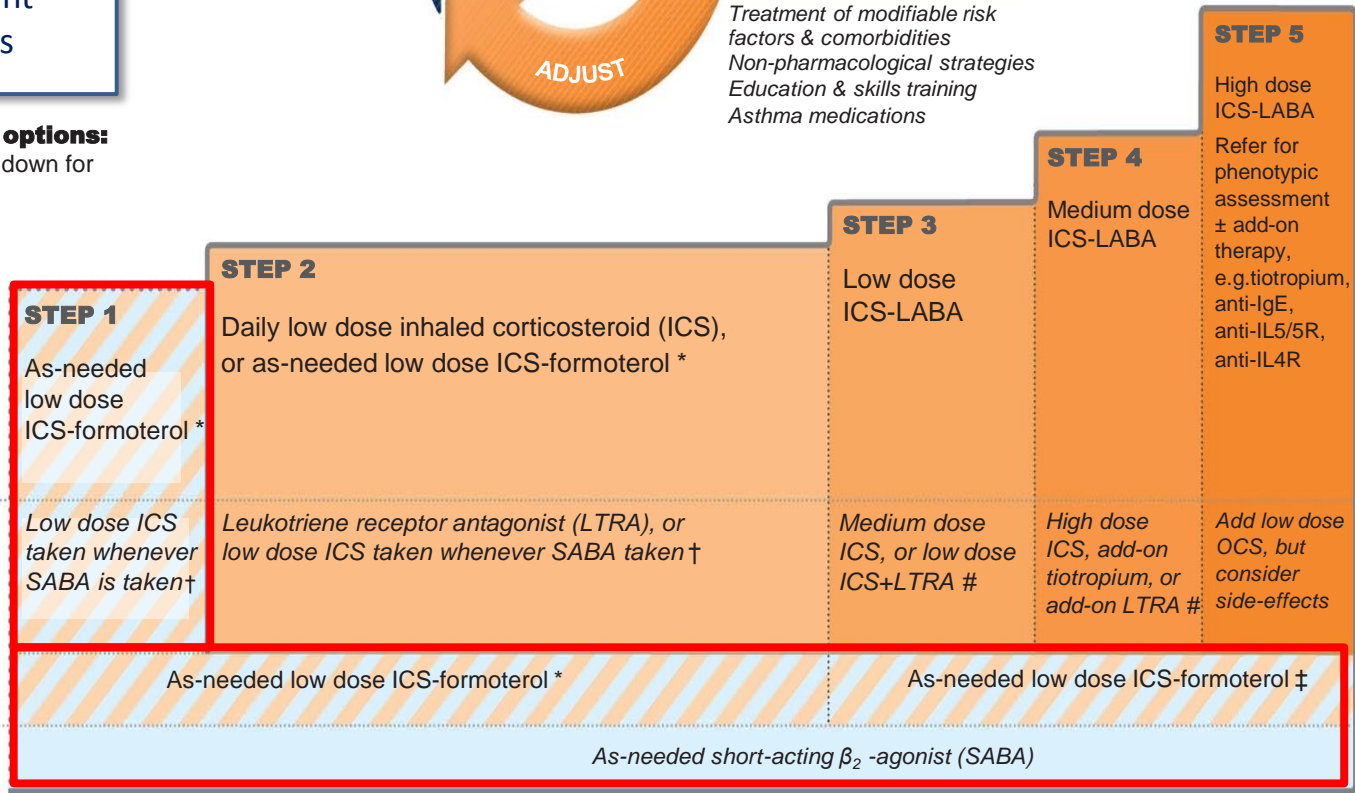 nt
s
options:
down for
ADJUST
Treatment of modifiable risk
factors & comorbidities
Non-pharmacological strategies
Education & skills training
Asthma medications
STEP 1
As-needed
low dose
ICS-formoterol *
Low dose ICS
taken whenever
SABA is taken†
STEP 2
Daily low dose inhaled corticosteroid (ICS),
or as-needed low dose ICS-formoterol *
Leukotriene receptor antagonist (LTRA), or
low dose ICS taken whenever SABA taken †
STEP 3
Low dose
ICS-LABA
Medium dose
ICS, or low dose
ICS+LTRA #
STEP 4
Medium dose
ICS-LABA
High dose
ICS, add-on
tiotropium, or
add-on LTRA #
STEP 5
High dose
ICS-LABA
Refer for
phenotypic
assessment
± add-on
therapy,
e.g.tiotropium,
anti-IgE,
anti-IL5/5R,
anti-IL4R
Add low dose
OCS, but
consider
side-effects
As-needed low dose ICS-formoterol *
As-needed low dose ICS-formoterol ‡
As-needed short-acting β₂ -agonist (SABA)